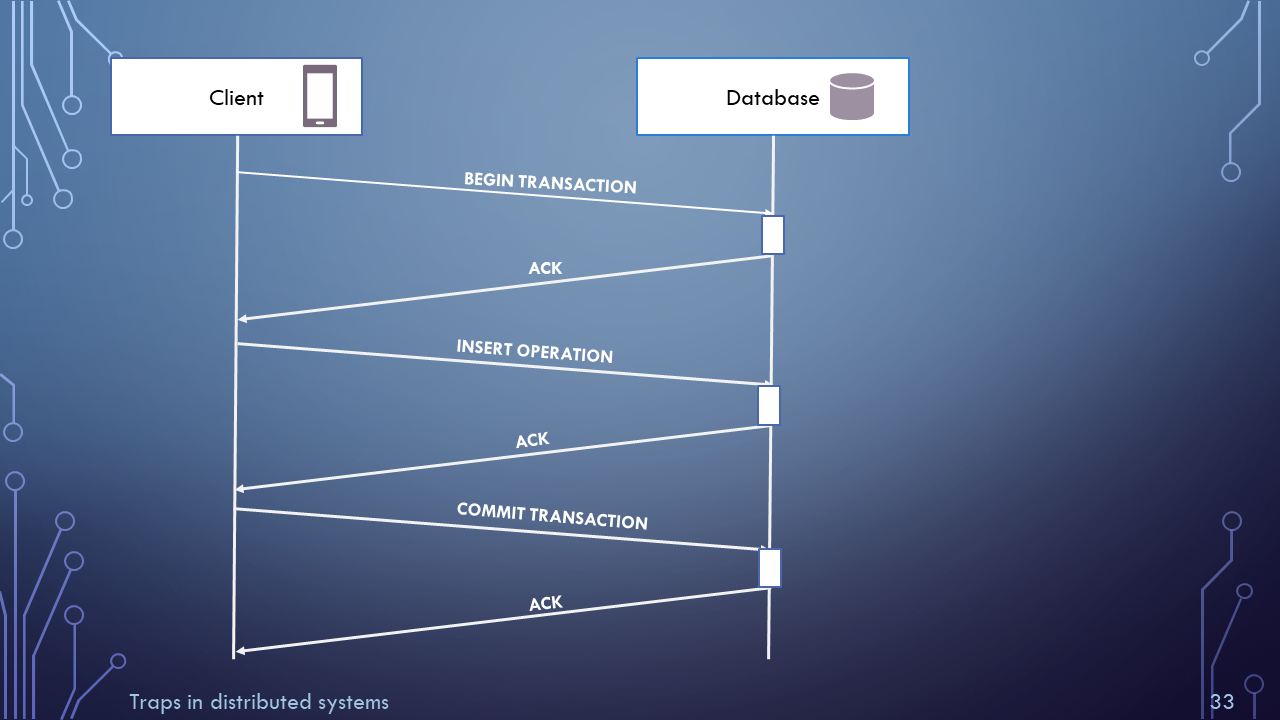 Client
Database
BEGIN TRANSACTION
ACK
INSERT OPERATION
ACK
COMMIT TRANSACTION
ACK
Traps in distributed systems
33